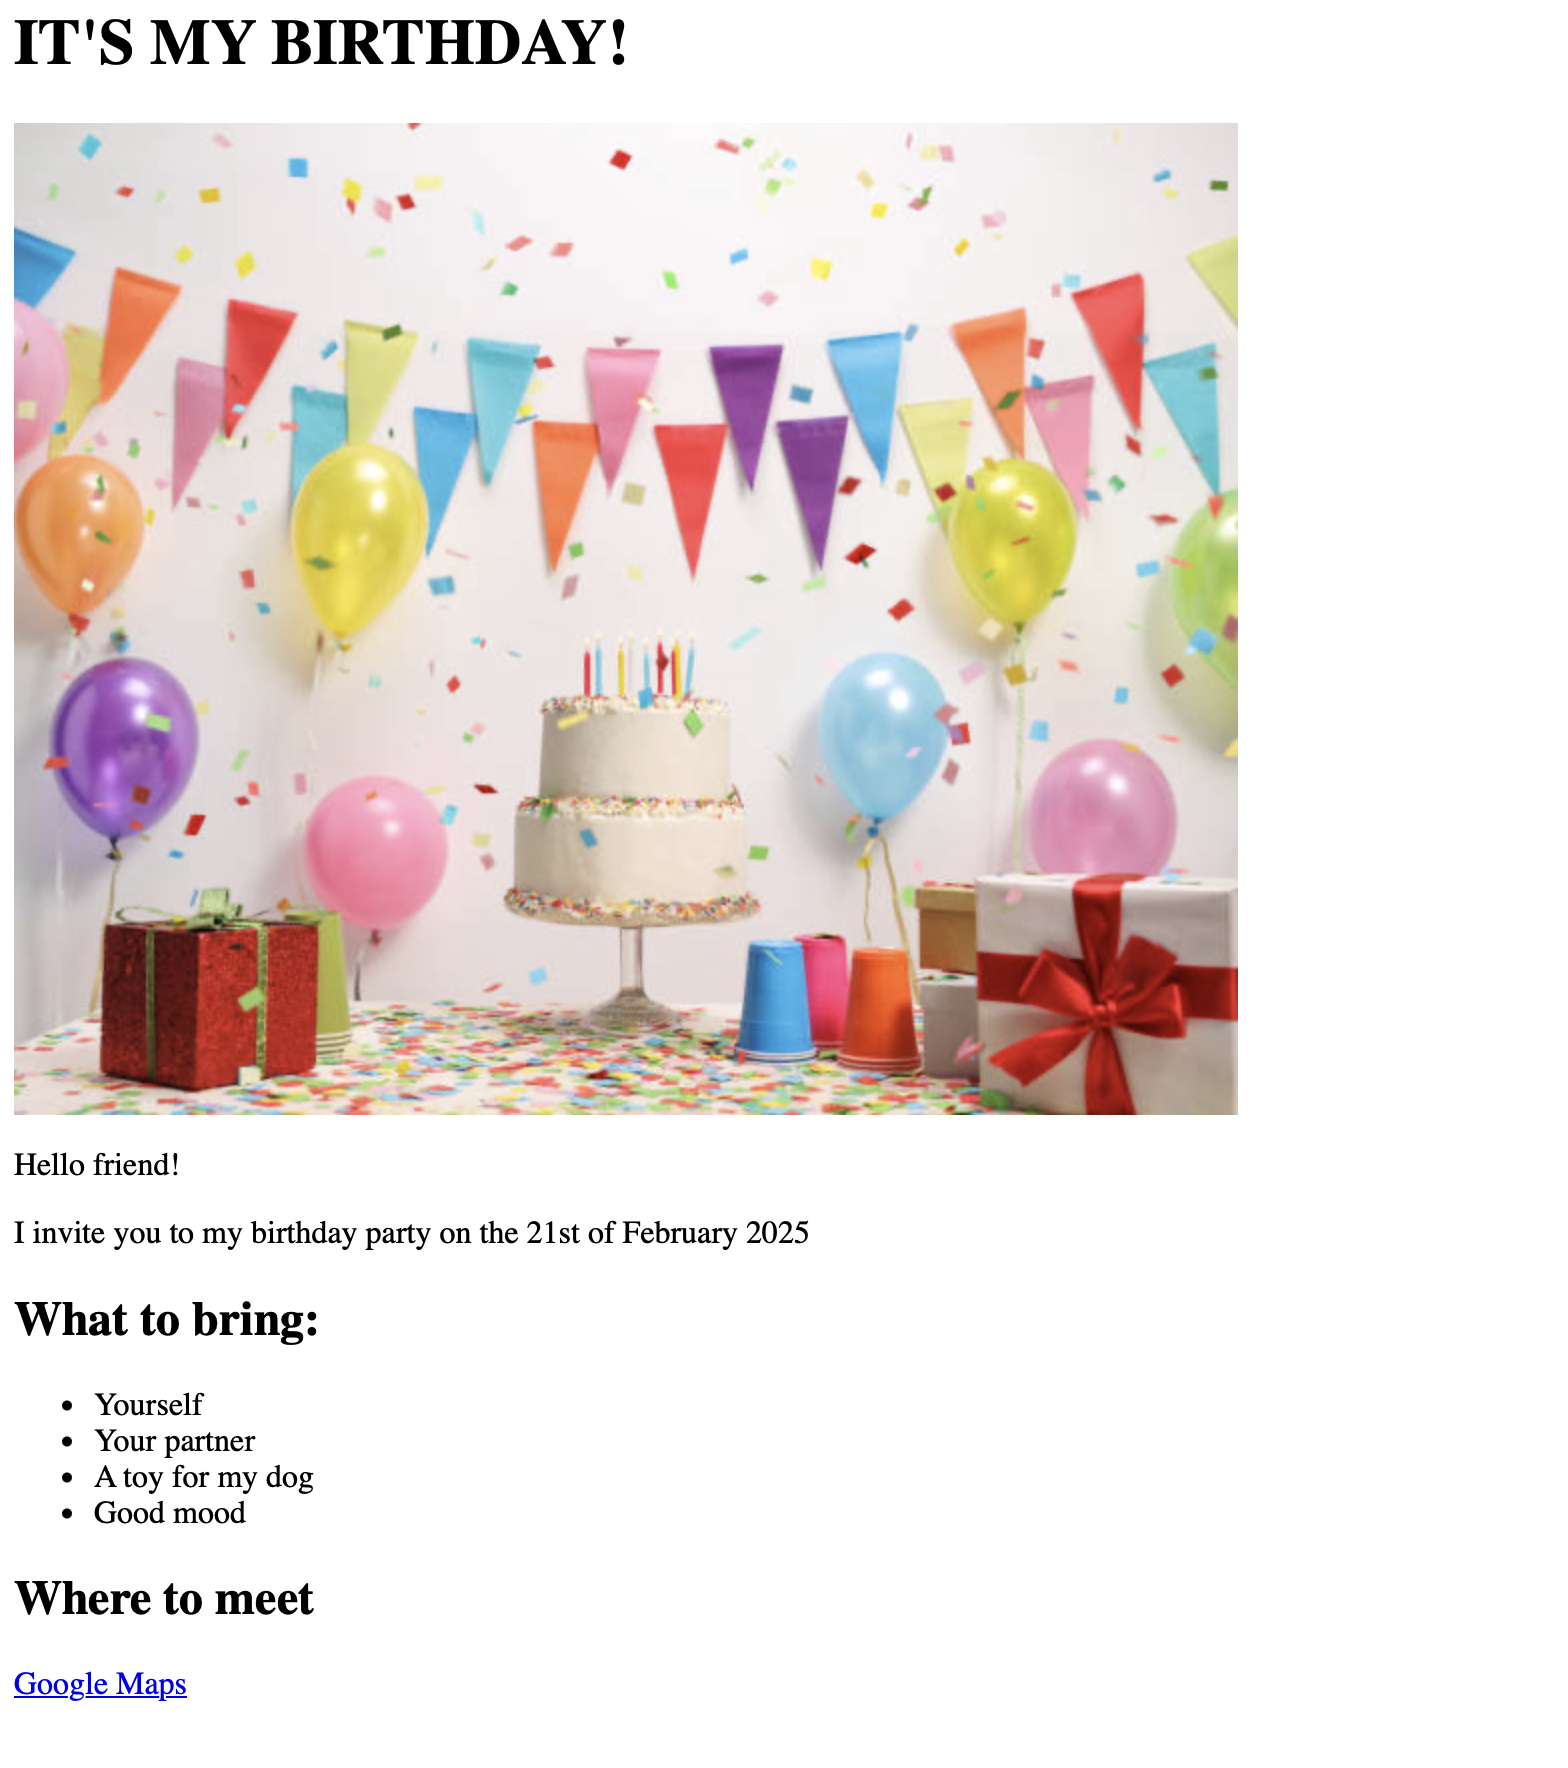 IT'S MY BIRTHDAY!
Hello friend!
I invite you to my birthday party on the 21st of February 2025
What to bring:
Yourself
Your partner
A toy for my dog
Good mood
Where to meet
Google Maps